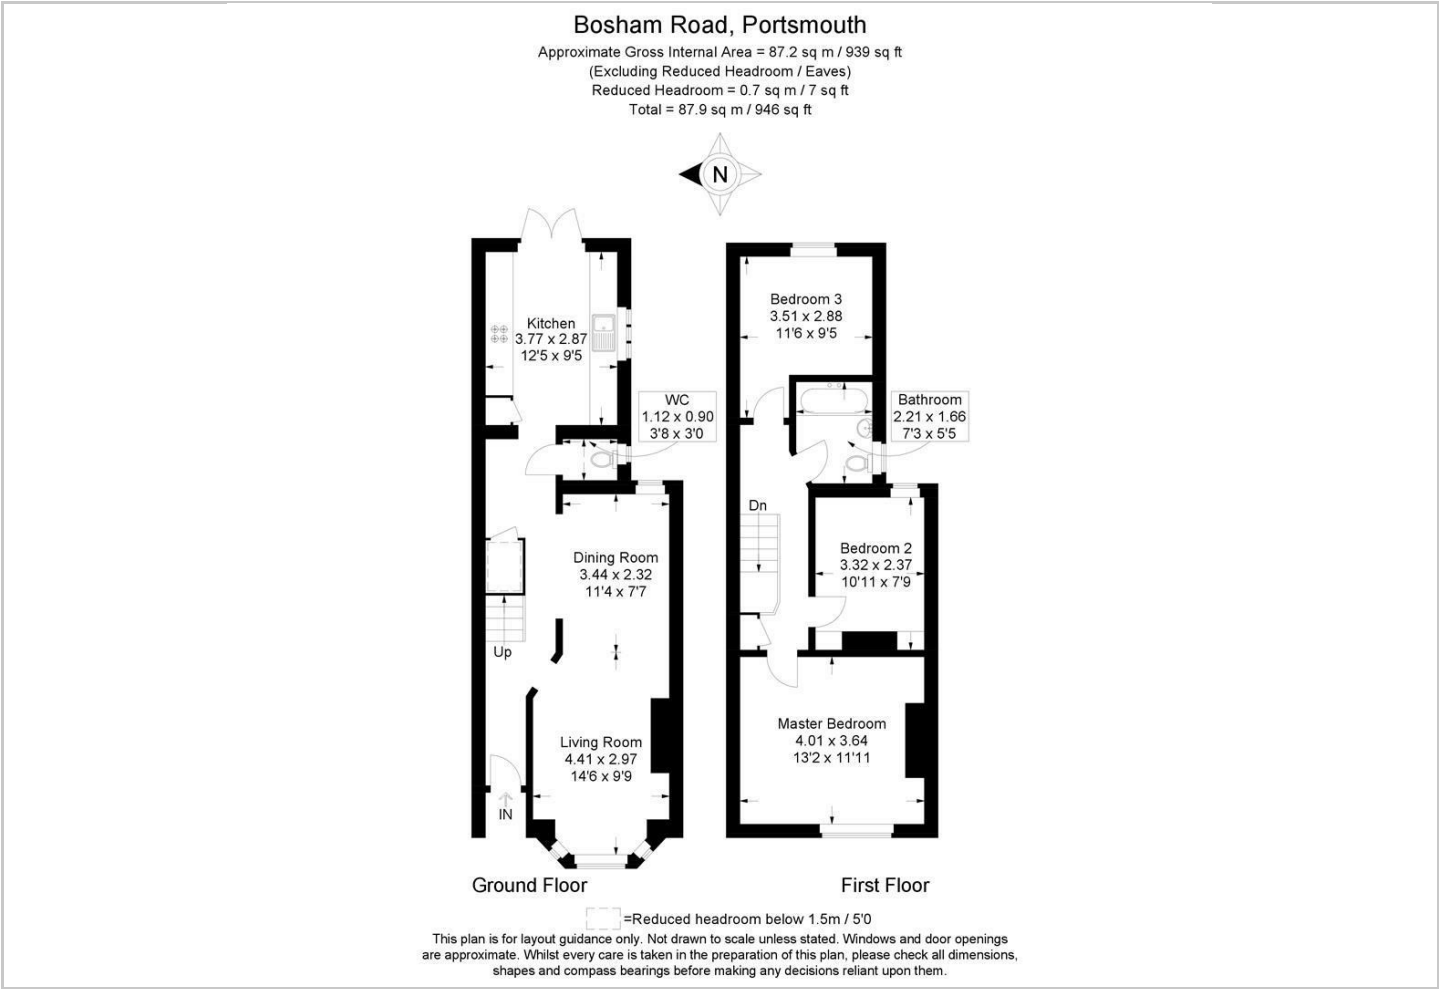 Bosham Road, Portsmouth
Approximate Gross Internal Area = 87.2 sq m / 939 sq ft
(Excluding Reduced Headroom / Eaves)
Reduced Headroom = 0.7 sq m / 7 sq ft
Total = 87.9 sq m / 946 sq ft
N
Kitchen
3.77 x 2.87
12'5 x 9'5
WC
1.12 x 0.90
3'8 x 3'0
Dining Room
3.44 x 2.32
11'4 x 7'7
Up
Living Room
4.41 x 2.97
14'6 x 9'9
IN
Ground Floor
Bedroom 3
3.51 x 2.88
11'6 x 9'5
Bathroom
2.21 x 1.66
7'3 x 5'5
Dn
Bedroom 2
3.32 x 2.37
10'11 x 7'9
Master Bedroom
4.01 x 3.64
13'2 x 11'11
First Floor
=Reduced headroom below 1.5m / 5'0
This plan is for layout guidance only. Not drawn to scale unless stated. Windows and door openings
are approximate. Whilst every care is taken in the preparation of this plan, please check all dimensions,
shapes and compass bearings before making any decisions reliant upon them.